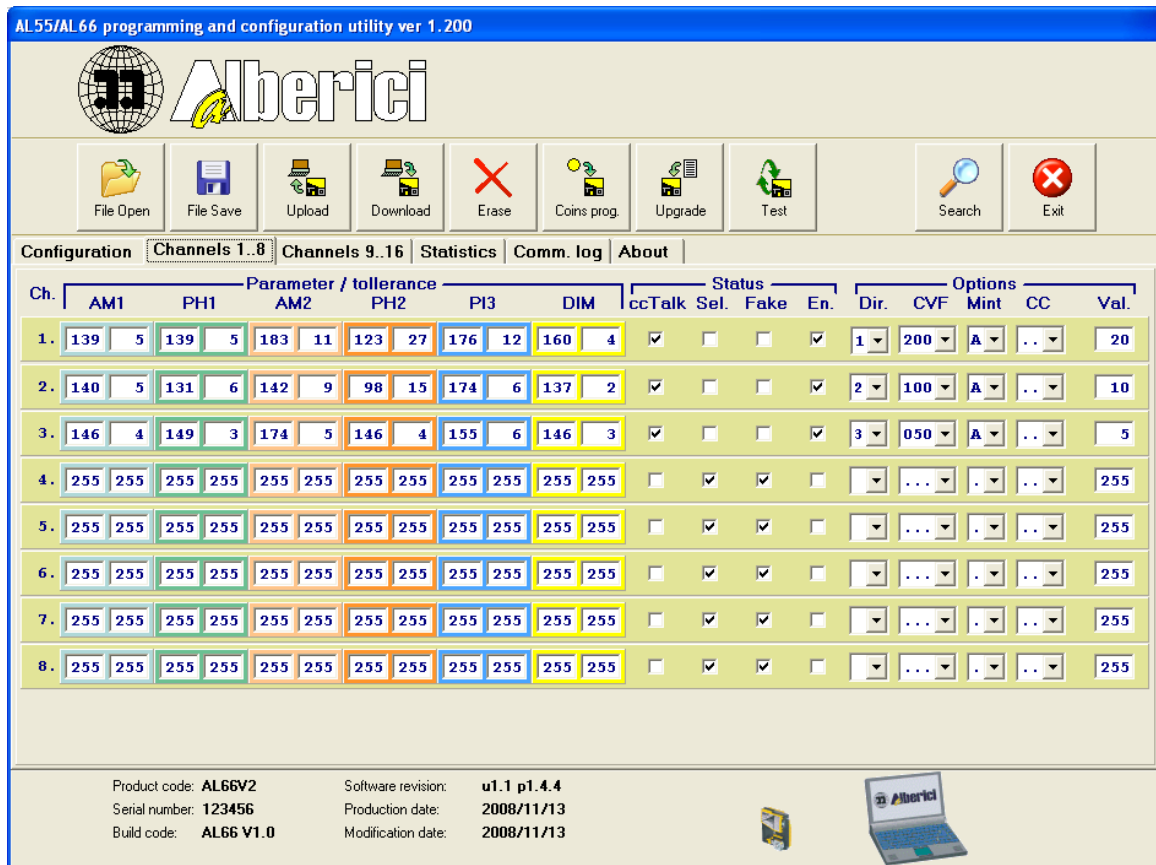 AL55/AL66 programming and configuration utility ver 1.200
Alberici
File Open File Save Upload Download Erase Coins prog. Upgrade Test Search Exit
Configuration Channels 1..8 Channels 9..16 Statistics Comm. log About
Parameter / tollerance Status Options
Ch. AM1 PH1 AM2 PH2 PI3 DIM ccTalk Sel. Fake En. Dir. CVF Mint CC Val.
1. 139 5 139 5 183 11 123 27 176 12 160 4 1 200 A .. 20
2. 140 5 131 6 142 9 98 15 174 6 137 2 2 100 A .. 10
3. 146 4 149 3 174 5 146 4 155 6 146 3 3 050 A .. 5
4. 255 255 255 255 255 255 255 255 255 255 255 255 ... . .. 255
5. 255 255 255 255 255 255 255 255 255 255 255 255 ... . .. 255
6. 255 255 255 255 255 255 255 255 255 255 255 255 ... . .. 255
7. 255 255 255 255 255 255 255 255 255 255 255 255 ... . .. 255
8. 255 255 255 255 255 255 255 255 255 255 255 255 ... . .. 255
Product code: AL66V2 Software revision: u1.1 p1.4.4
Serial number: 123456 Production date: 2008/11/13
Build code: AL66 V1.0 Modification date: 2008/11/13
Alberici